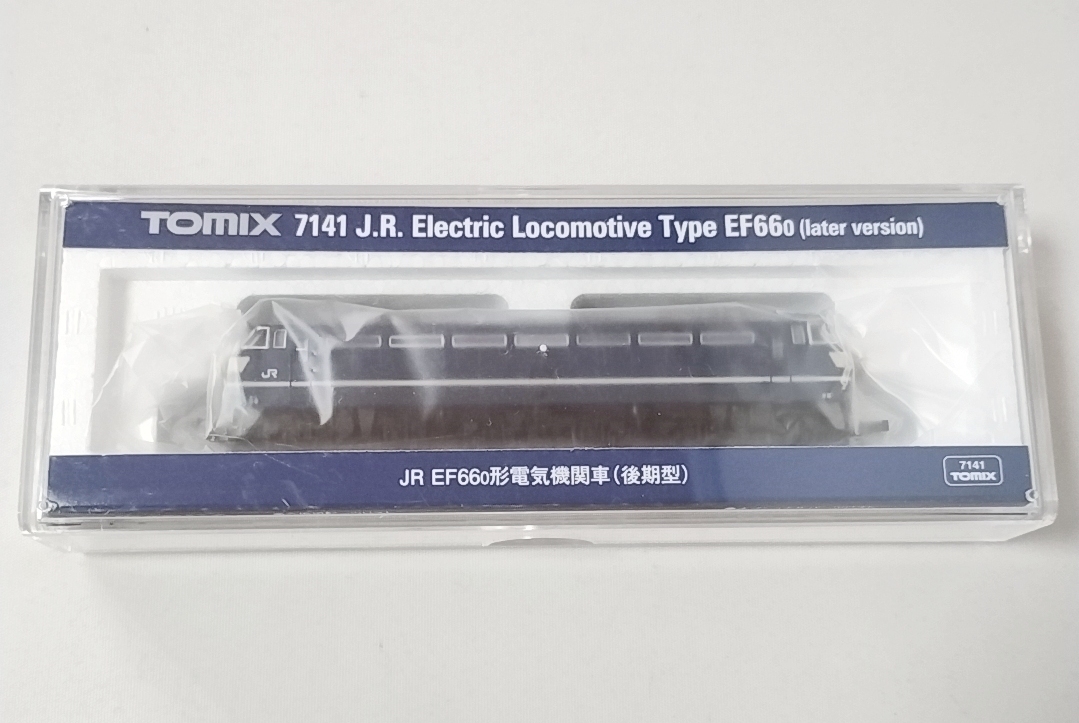 TOMIX 7141 J.R. Electric Locomotive Type EF660 (later version)
JR
JR EF660形電気機関車(後期型)
7141
TOMIX